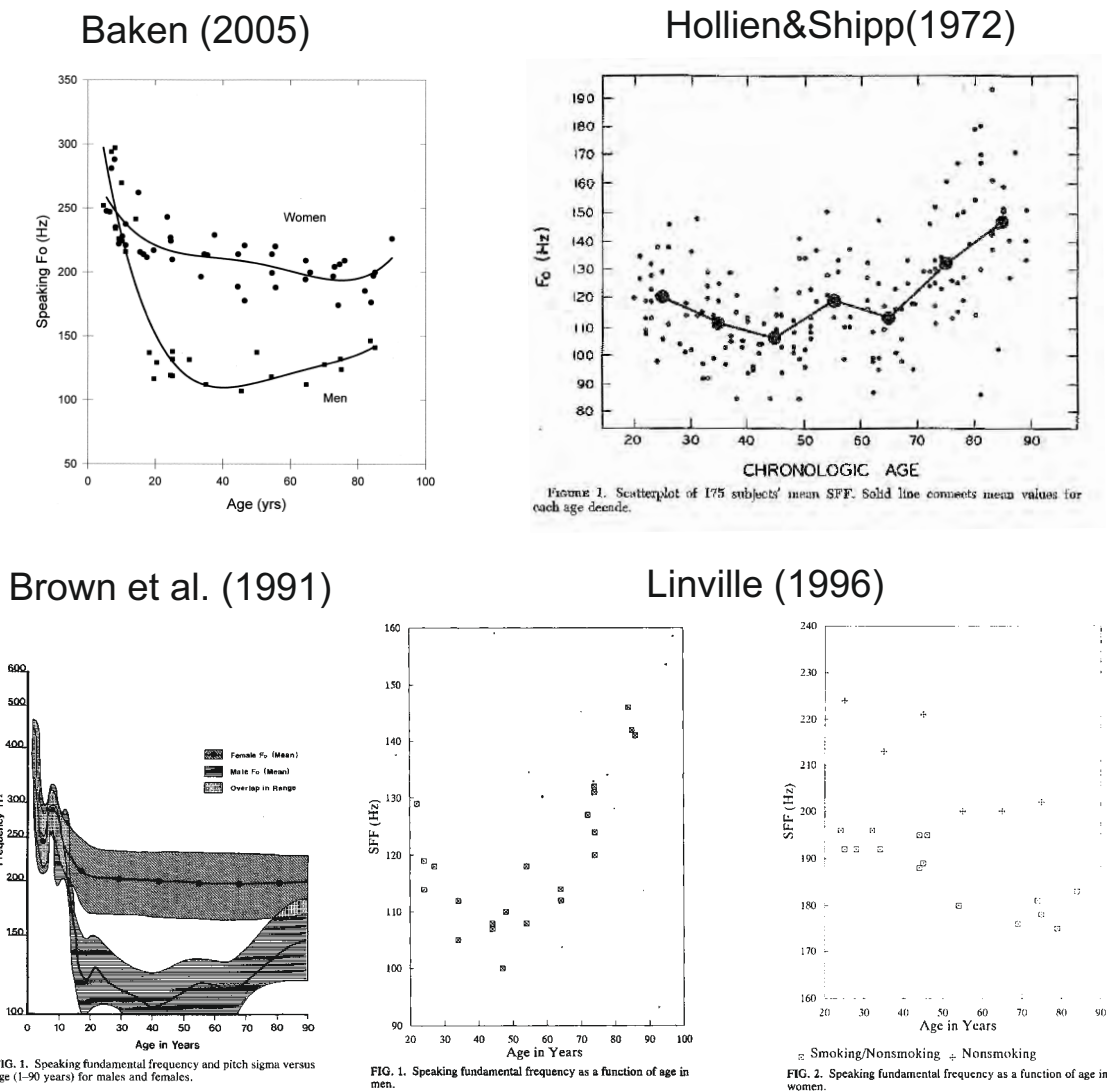 Baken (2005)
Hollien&Shipp(1972)
350
300
250
200
150
100
50
Speaking Fo (Hz)
Women
Men
0 20 40 60 80 100
Age (yrs)
190
180
170
160
150
140
130
120
110
100
90
80
Fo (Hz)
20 30 40 50 60 70 80 90
CHRONOLOGIC AGE
FIGURE 1. Scatterplot of 175 subjects' mean SFF. Solid line connects mean values for
each age decade.
Brown et al. (1991)
Linville (1996)
600
500
400
300
250
200
150
100
Female Fo (Mean)
Male Fo (Mean)
Overlap in Range
0 10 20 30 40 50 60 70 80 90
Age in Years
FIG. 1. Speaking fundamental frequency and pitch sigma versus
age (1–90 years) for males and females.
160
150
140
130
120
110
100
90
SFF (Hz)
20 30 40 50 60 70 80 90 100
Age in Years
FIG. 1. Speaking fundamental frequency as a function of age in
men.
240
230
220
210
200
190
180
170
160
SFF (Hz)
20 30 40 50 60 70 80 90
Age in Years
Smoking/Nonsmoking + Nonsmoking
FIG. 2. Speaking fundamental frequency as a function of age in
women.